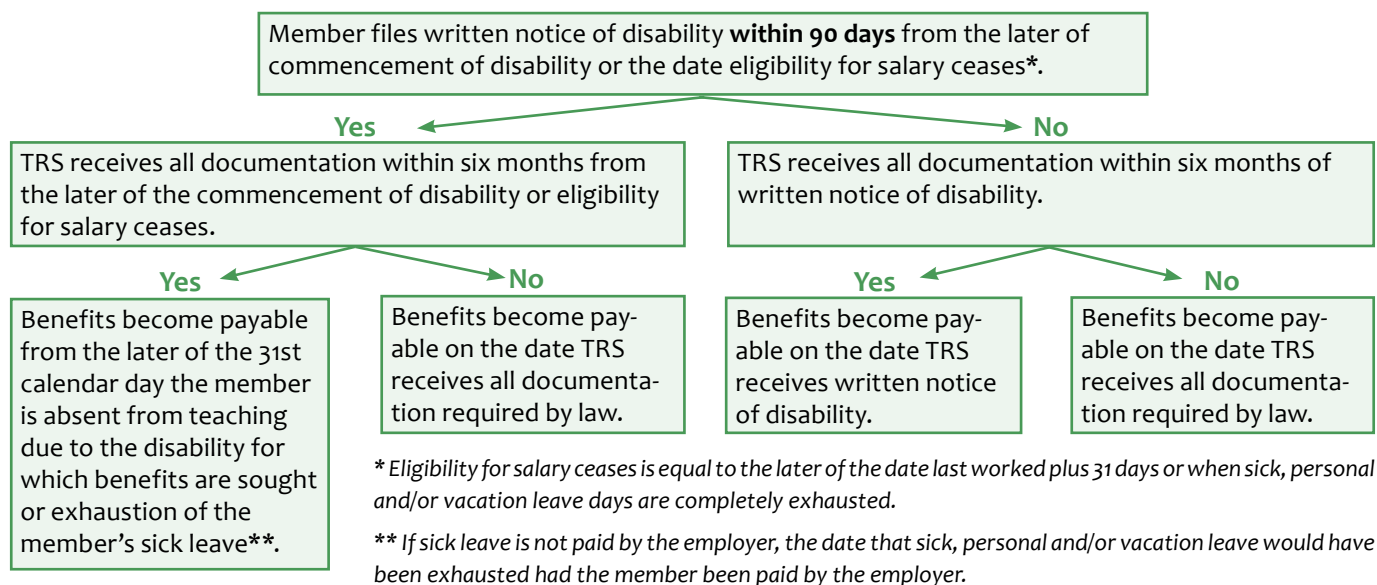 Member files written notice of disability within 90 days from the later of
commencement of disability or the date eligibility for salary ceases*.
Yes
No
TRS receives all documentation within six months from
the later of the commencement of disability or eligibility
for salary ceases.
TRS receives all documentation within six months of
written notice of disability.
Yes
No
Yes
No
Benefits become payable
from the later of the 31st
calendar day the member
is absent from teaching
due to the disability for
which benefits are sought
or exhaustion of the
member's sick leave**.
Benefits become pay-
able on the date TRS
receives all documenta-
tion required by law.
Benefits become pay-
able on the date TRS
receives written notice
of disability.
Benefits become pay-
able on the date TRS
receives all documenta-
tion required by law.
* Eligibility for salary ceases is equal to the later of the date last worked plus 31 days or when sick, personal
and/or vacation leave days are completely exhausted.
** If sick leave is not paid by the employer, the date that sick, personal and/or vacation leave would have
been exhausted had the member been paid by the employer.